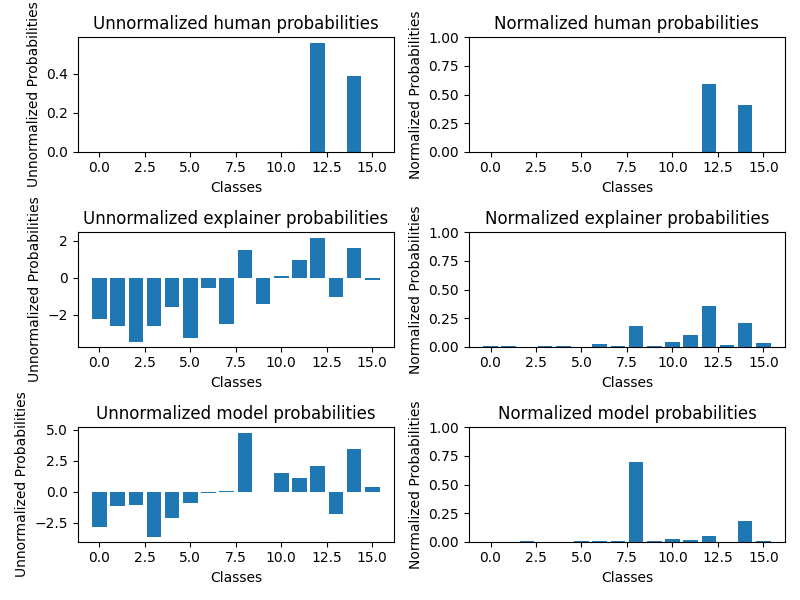 Unnormalized human probabilities
Unnormalized Probabilities
0.4
0.2
0.0
0.0 2.5 5.0 7.5 10.0 12.5 15.0
Classes
Normalized human probabilities
Normalized Probabilities
1.00
0.75
0.50
0.25
0.00
0.0 2.5 5.0 7.5 10.0 12.5 15.0
Classes
Unnormalized explainer probabilities
Unnormalized Probabilities
2
0
−2
0.0 2.5 5.0 7.5 10.0 12.5 15.0
Classes
Normalized explainer probabilities
Normalized Probabilities
1.00
0.75
0.50
0.25
0.00
0.0 2.5 5.0 7.5 10.0 12.5 15.0
Classes
Unnormalized model probabilities
Unnormalized Probabilities
5.0
2.5
0.0
−2.5
0.0 2.5 5.0 7.5 10.0 12.5 15.0
Classes
Normalized model probabilities
Normalized Probabilities
1.00
0.75
0.50
0.25
0.00
0.0 2.5 5.0 7.5 10.0 12.5 15.0
Classes